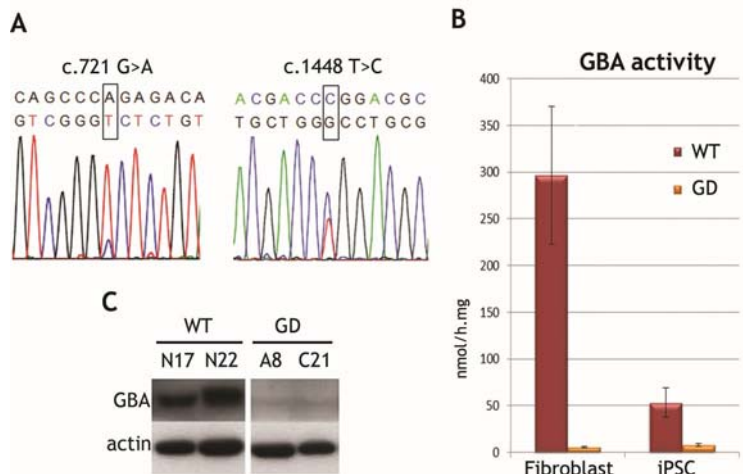 A
c.721 G>A
CAGCCCAGAGACA
GTCGGGTCTCTGT
c.1448 T>C
ACGACCCGGACGC
TGCTGGGCCTGCG
B
GBA activity
400
350
300
250
200
150
100
50
0
nmol/h.mg
WT
GD
Fibroblast
iPSC
C
WT GD
N17 N22 A8 C21
GBA
actin